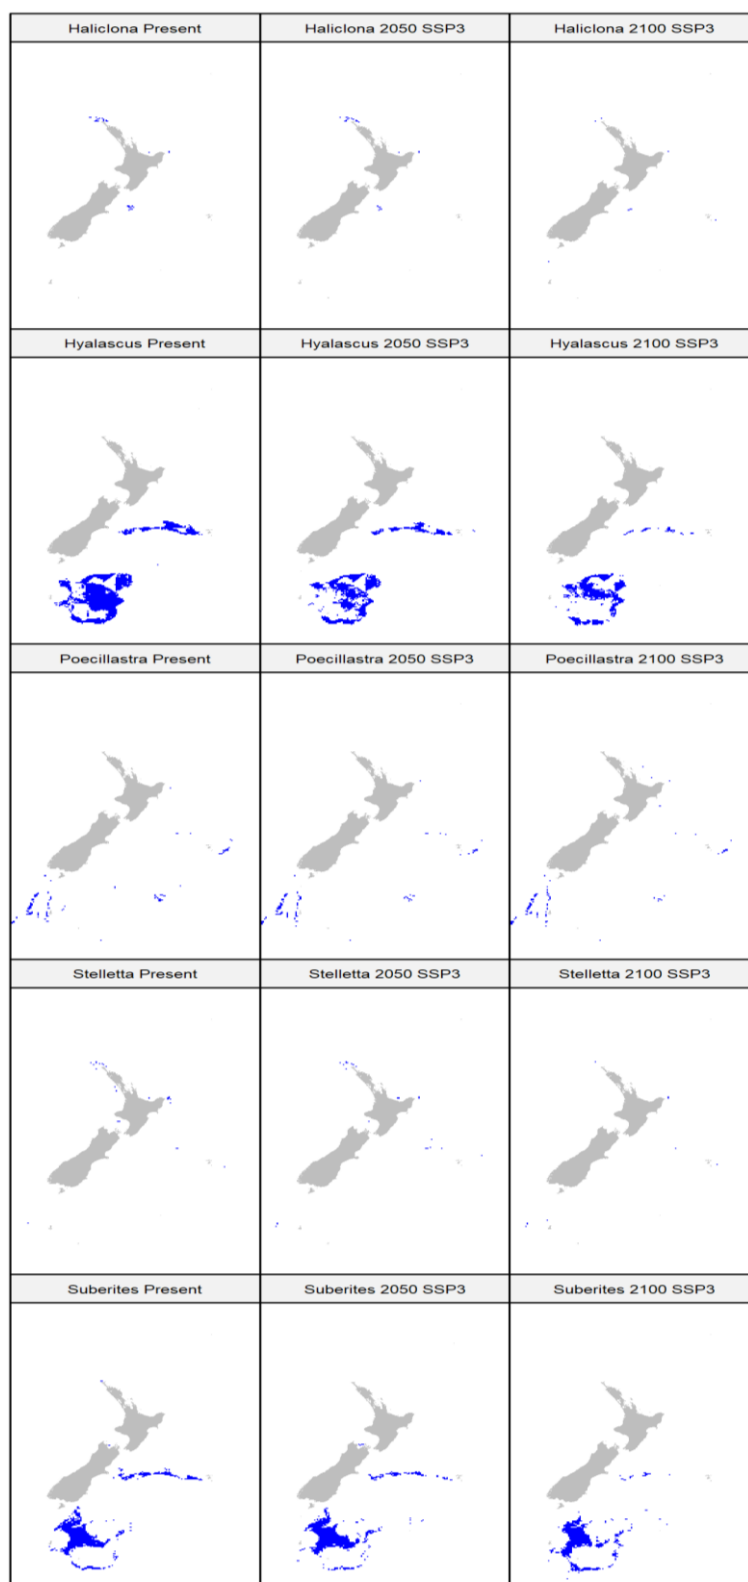 Haliclona Present
Haliclona 2050 SSP3
Haliclona 2100 SSP3
Hyalascus Present
Hyalascus 2050 SSP3
Hyalascus 2100 SSP3
Poecillastra Present
Poecillastra 2050 SSP3
Poecillastra 2100 SSP3
Stelletta Present
Stelletta 2050 SSP3
Stelletta 2100 SSP3
Suberites Present
Suberites 2050 SSP3
Suberites 2100 SSP3